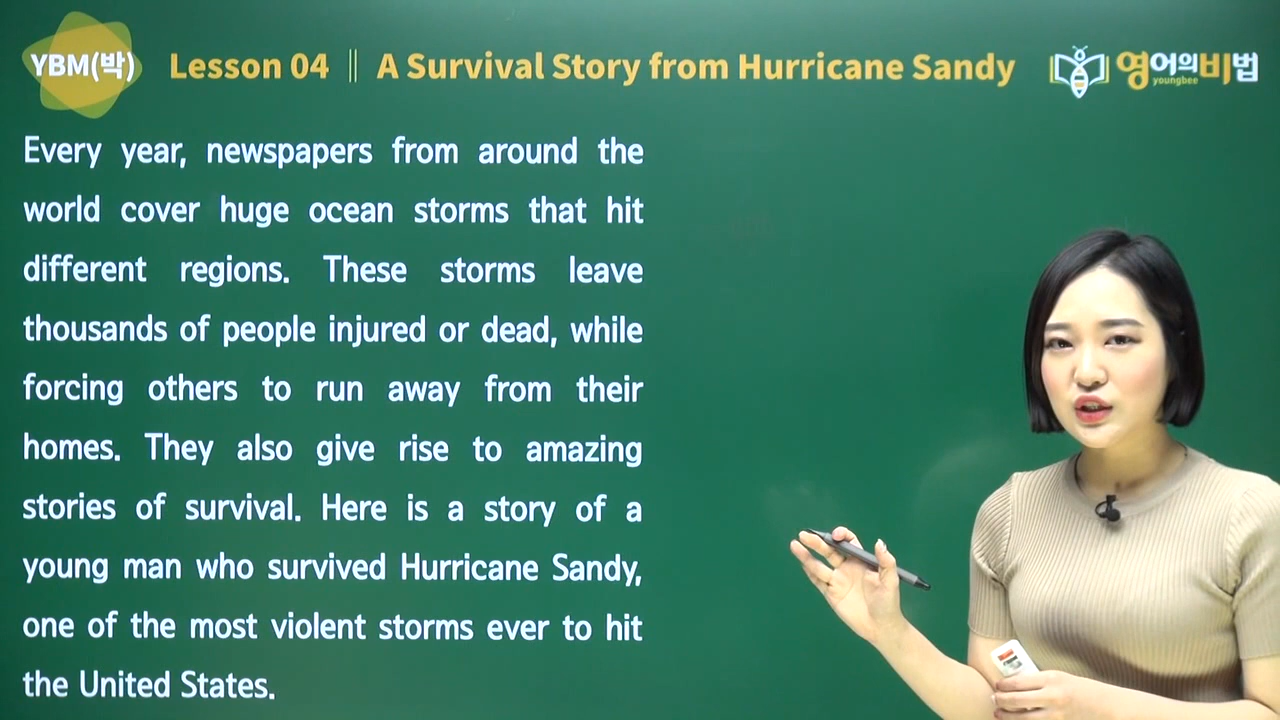 YBM(박) Lesson 04 || A Survival Story from Hurricane Sandy 영어의비법
youngbee
Every year, newspapers from around the
world cover huge ocean storms that hit
different regions. These storms leave
thousands of people injured or dead, while
forcing others to run away from their
homes. They also give rise to amazing
stories of survival. Here is a story of a
young man who survived Hurricane Sandy,
one of the most violent storms ever to hit
the United States.